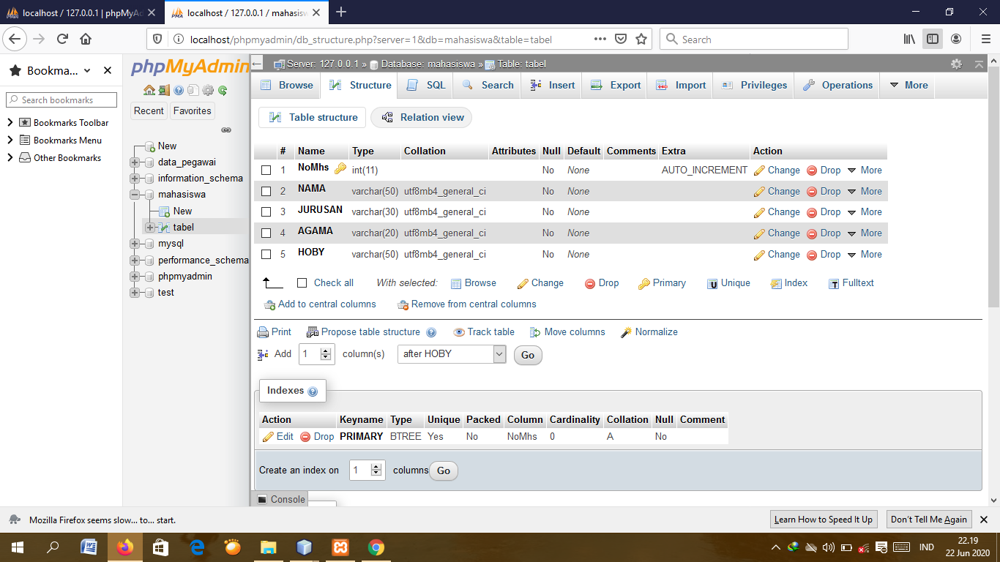 localhost / 127.0.0.1 | phpMyAd
localhost / 127.0.0.1 / mahasisw
localhost/phpmyadmin/db_structure.php?server=1&db=mahasiswa&table=tabel
Search
Bookma...
Search bookmarks
Bookmarks Toolbar
Bookmarks Menu
Other Bookmarks
phpMyAdmin
Recent Favorites
New
data_pegawai
information_schema
mahasiswa
New
tabel
mysql
performance_schema
phpmyadmin
test
Server: 127.0.0.1 » Database: mahasiswa » Table: tabel
Browse Structure SQL Search Insert Export Import Privileges Operations More
Table structure Relation view
# Name Type Collation Attributes Null Default Comments Extra Action
1 NoMhs int(11) No None AUTO_INCREMENT Change Drop More
2 NAMA varchar(50) utf8mb4_general_ci No None Change Drop More
3 JURUSAN varchar(30) utf8mb4_general_ci No None Change Drop More
4 AGAMA varchar(20) utf8mb4_general_ci No None Change Drop More
5 HOBY varchar(50) utf8mb4_general_ci No None Change Drop More
Check all With selected: Browse Change Drop Primary Unique Index Fulltext
Add to central columns Remove from central columns
Print Propose table structure Track table Move columns Normalize
Add 1 column(s) after HOBY Go
Indexes
Action Keyname Type Unique Packed Column Cardinality Collation Null Comment
Edit Drop PRIMARY BTREE Yes No NoMhs 0 A No
Create an index on 1 columns Go
Console
Mozilla Firefox seems slow... to... start.
Learn How to Speed It Up Don't Tell Me Again
IND
22.19
22 Jun 2020